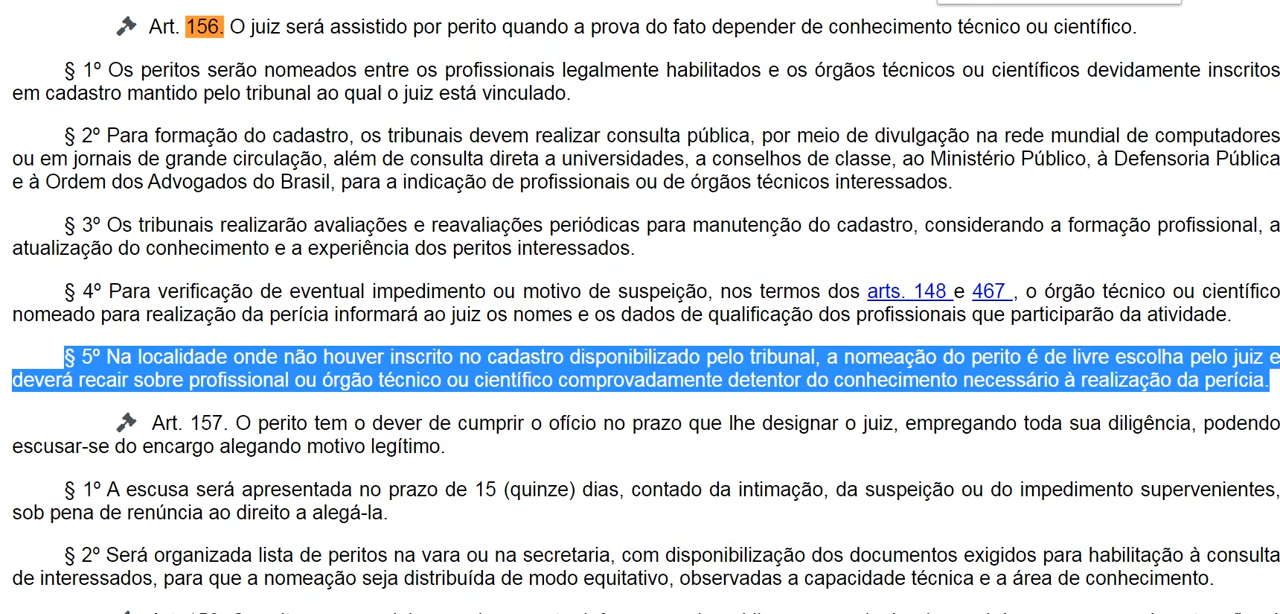 Art. 156. O juiz será assistido por perito quando a prova do fato depender de conhecimento técnico ou científico.
§ 1º Os peritos serão nomeados entre os profissionais legalmente habilitados e os órgãos técnicos ou científicos devidamente inscritos
em cadastro mantido pelo tribunal ao qual o juiz está vinculado.
§ 2º Para formação do cadastro, os tribunais devem realizar consulta pública, por meio de divulgação na rede mundial de computadores
ou em jornais de grande circulação, além de consulta direta a universidades, a conselhos de classe, ao Ministério Público, à Defensoria Pública
e à Ordem dos Advogados do Brasil, para a indicação de profissionais ou de órgãos técnicos interessados.
§ 3º Os tribunais realizarão avaliações e reavaliações periódicas para manutenção do cadastro, considerando a formação profissional, a
atualização do conhecimento e a experiência dos peritos interessados.
§ 4º Para verificação de eventual impedimento ou motivo de suspeição, nos termos dos arts. 148 e 467 , o órgão técnico ou científico
nomeado para realização da perícia informará ao juiz os nomes e os dados de qualificação dos profissionais que participarão da atividade.
§ 5º Na localidade onde não houver inscrito no cadastro disponibilizado pelo tribunal, a nomeação do perito é de livre escolha pelo juiz e
deverá recair sobre profissional ou órgão técnico ou científico comprovadamente detentor do conhecimento necessário à realização da perícia.
Art. 157. O perito tem o dever de cumprir o ofício no prazo que lhe designar o juiz, empregando toda sua diligência, podendo
escusar-se do encargo alegando motivo legítimo.
§ 1º A escusa será apresentada no prazo de 15 (quinze) dias, contado da intimação, da suspeição ou do impedimento supervenientes,
sob pena de renúncia ao direito a alegá-la.
§ 2º Será organizada lista de peritos na vara ou na secretaria, com disponibilização dos documentos exigidos para habilitação à consulta
de interessados, para que a nomeação seja distribuída de modo equitativo, observadas a capacidade técnica e a área de conhecimento.